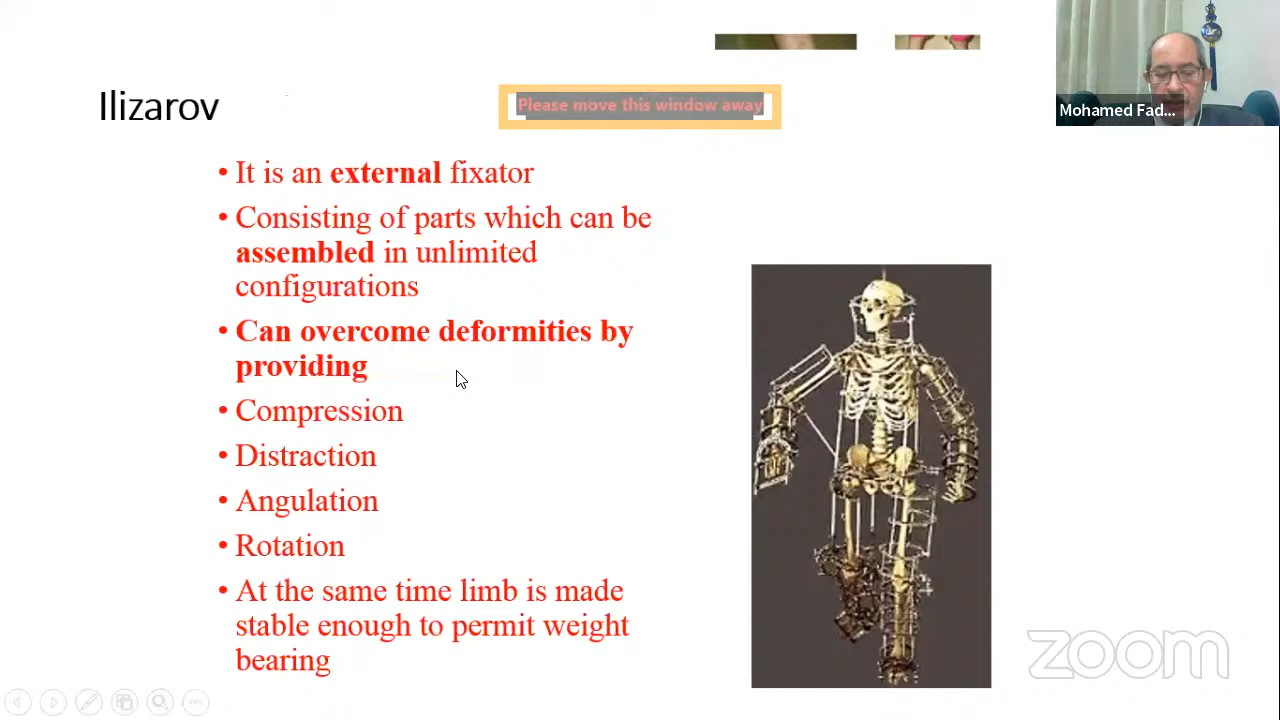 Ilizarov
Please move this window away
Mohamed Fad...
• It is an external fixator
• Consisting of parts which can be
assembled in unlimited
configurations
• Can overcome deformities by
providing
• Compression
• Distraction
• Angulation
• Rotation
• At the same time limb is made
stable enough to permit weight
bearing
zoom